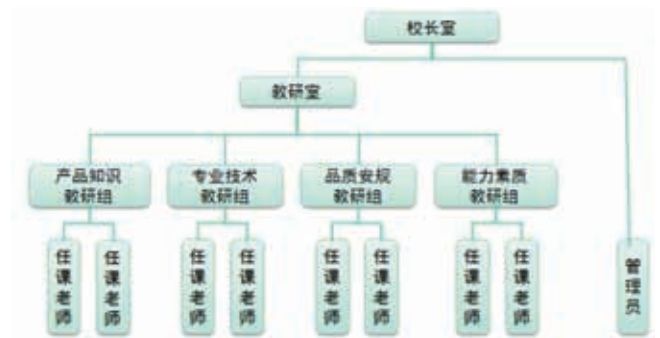 校长室
教研室
产品知识
教研组
专业技术
教研组
品质安规
教研组
能力素质
教研组
任课老师
任课老师
任课老师
任课老师
任课老师
任课老师
任课老师
任课老师
管理员